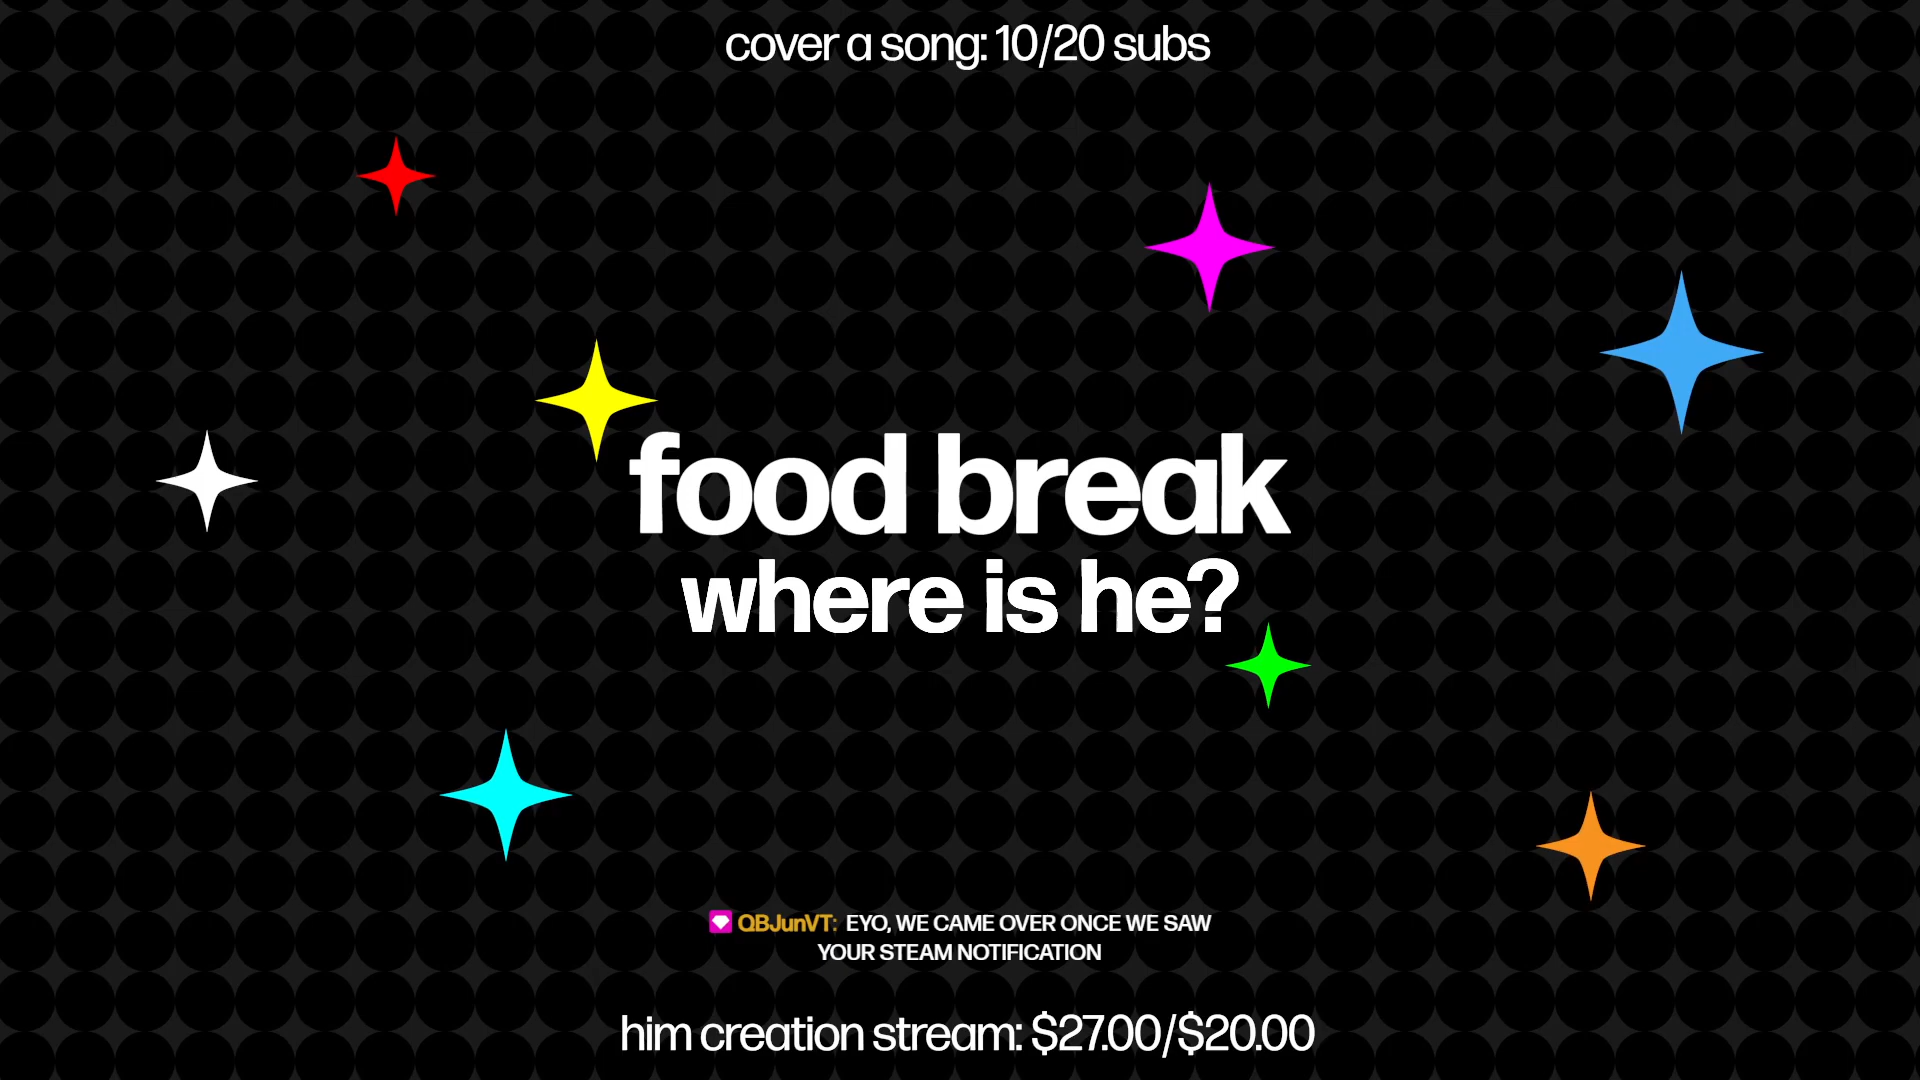 cover a song: 10/20 subs
food break
where is he?
QBJunVT: EYO, WE CAME OVER ONCE WE SAW
YOUR STEAM NOTIFICATION
him creation stream: $27.00/$20.00